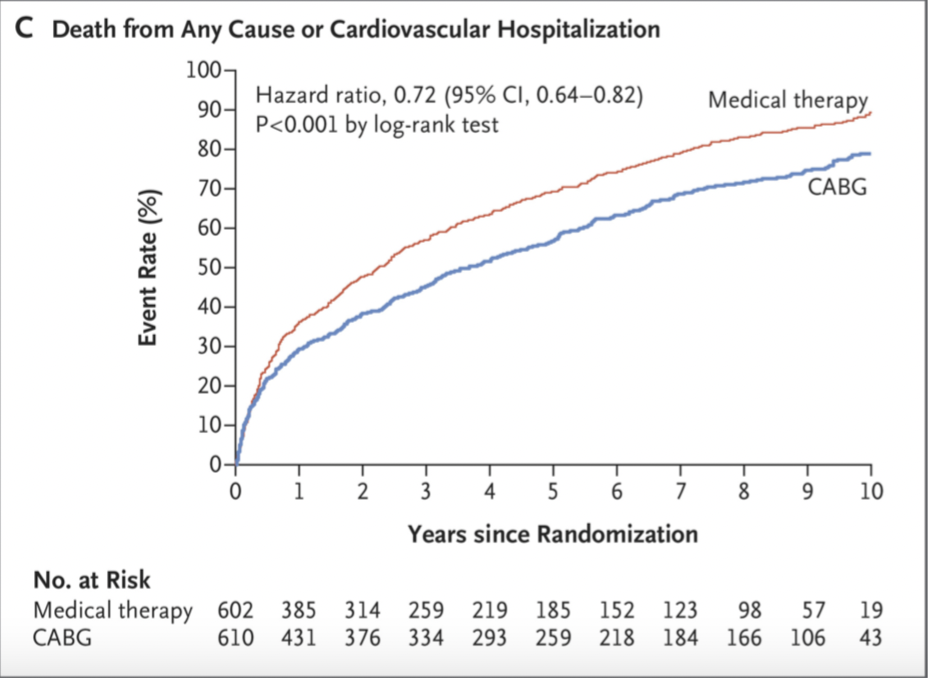 C Death from Any Cause or Cardiovascular Hospitalization
100
90
80
70
60
50
40
30
20
10
0
Event Rate (%)
Hazard ratio, 0.72 (95% CI, 0.64–0.82)
P<0.001 by log-rank test
Medical therapy
CABG
0 1 2 3 4 5 6 7 8 9 10
Years since Randomization
No. at Risk
Medical therapy 602 385 314 259 219 185 152 123 98 57 19
CABG 610 431 376 334 293 259 218 184 166 106 43